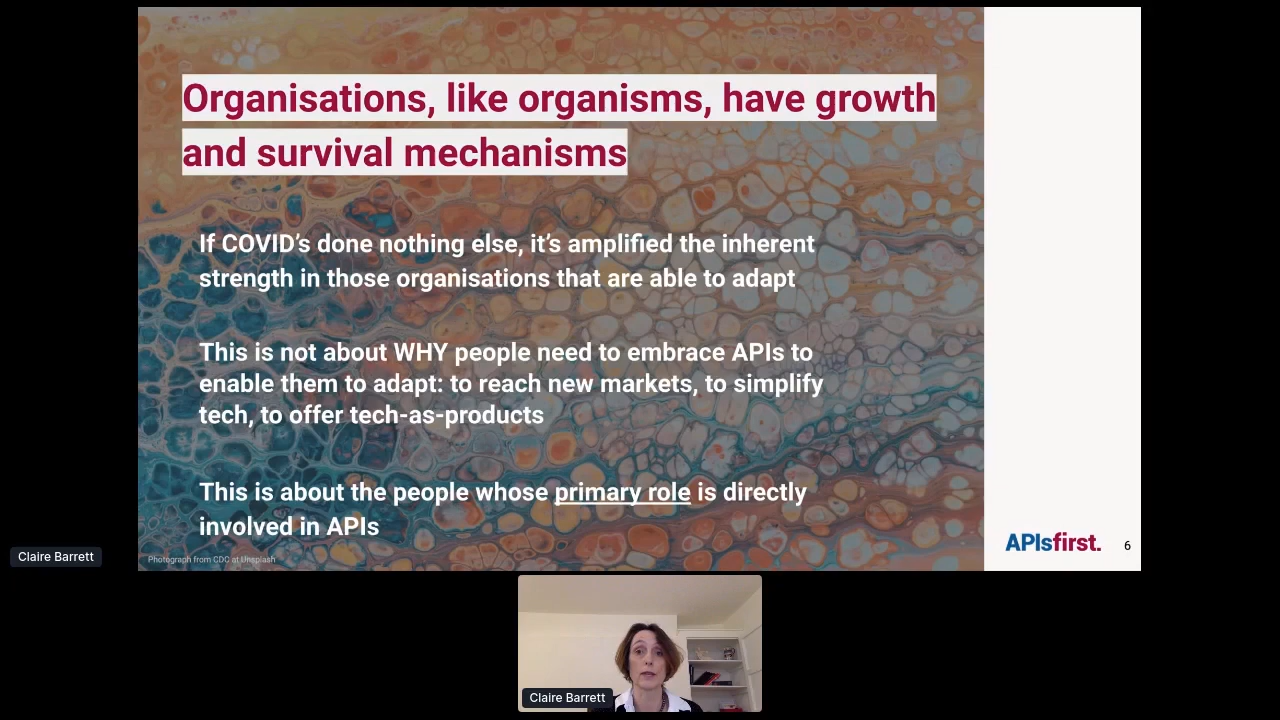 Organisations, like organisms, have growth
and survival mechanisms
If COVID’s done nothing else, it’s amplified the inherent
strength in those organisations that are able to adapt
This is not about WHY people need to embrace APIs to
enable them to adapt: to reach new markets, to simplify
tech, to offer tech-as-products
This is about the people whose primary role is directly
involved in APIs
Photograph from CDC at Unsplash
APIsfirst.
6
Claire Barrett
Claire Barrett